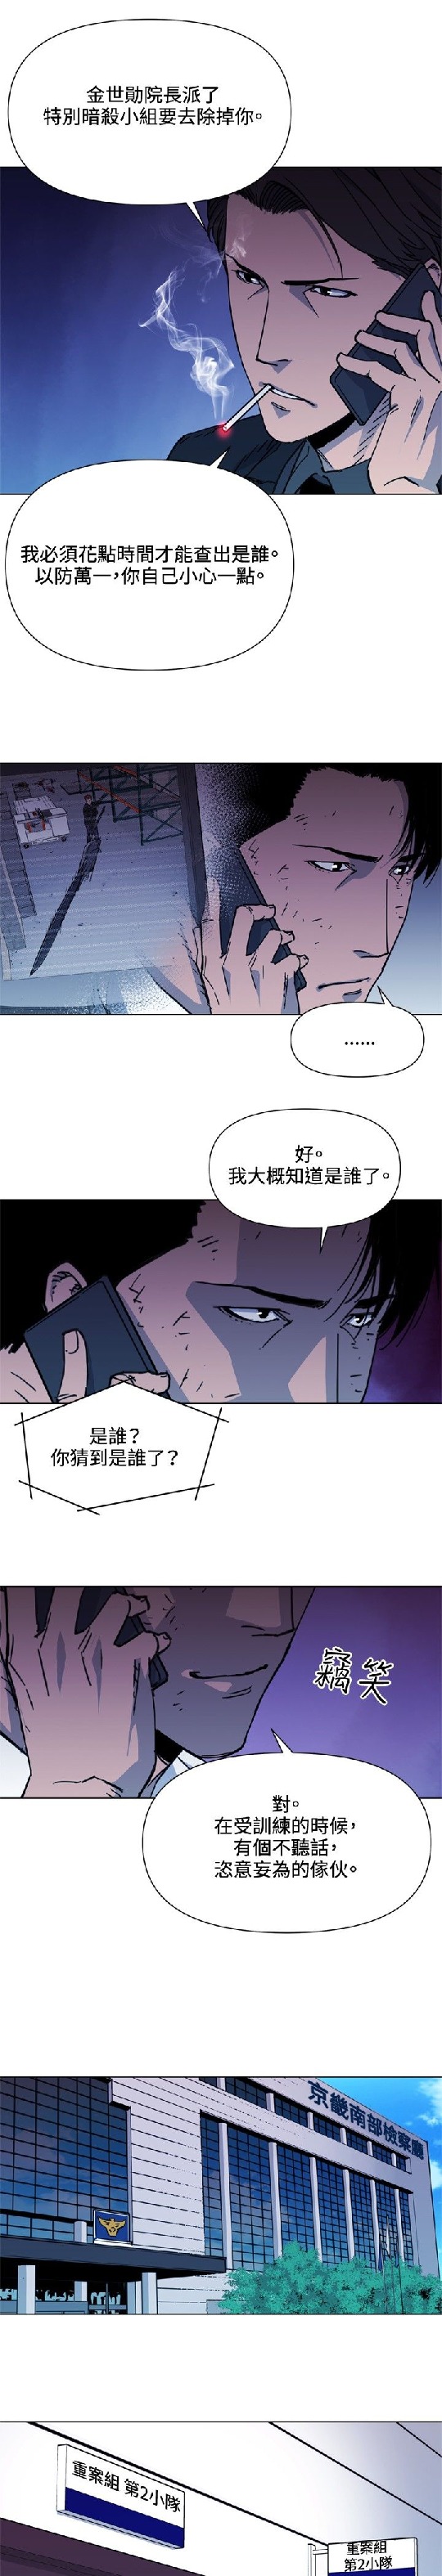 金世勛院長派了
特別暗殺小組要去除掉你。
我必須花點時間才能查出是誰。
以防萬一，你自己小心一點。
……
好。
我大概知道是誰了。
是誰？
你猜到是誰了？
竊笑
對。
在受訓練的時候，
有個不聽話，
恣意妄為的傢伙。
京畿南部檢察廳
重案組 第2小隊
重案組
第2小隊